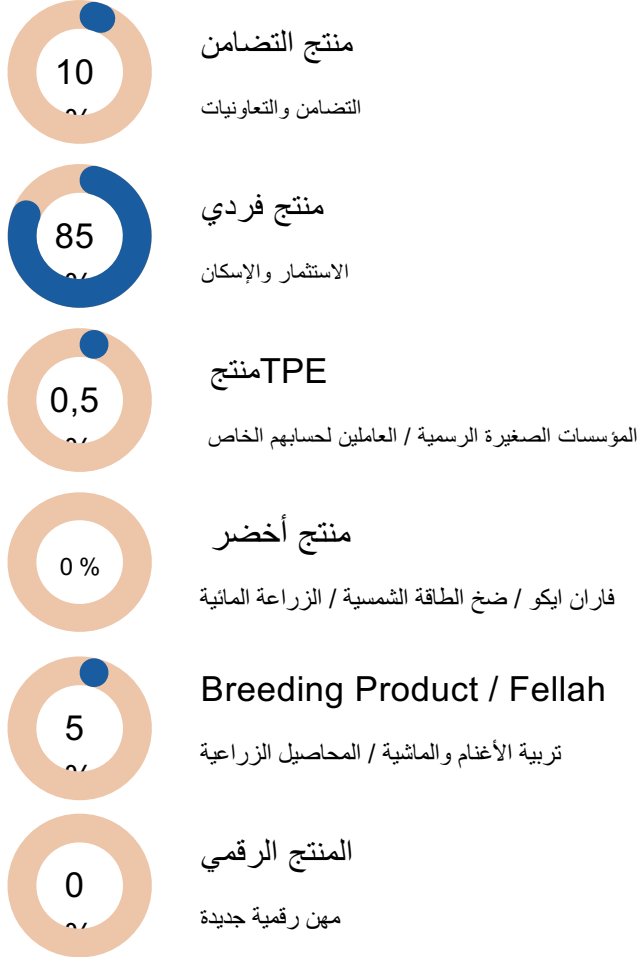 10
%
منتج التضامن
التضامن والتعاونيات
85
%
منتج فردي
الاستثمار والإسكان
0,5
%
منتج TPE
المؤسسات الصغيرة الرسمية / العاملين لحسابهم الخاص
0 %
منتج أخضر
فاران ايكو / ضخ الطاقة الشمسية / الزراعة المائية
5
%
Breeding Product / Fellah
تربية الأغنام والماشية / المحاصيل الزراعية
0
%
المنتج الرقمي
مهن رقمية جديدة